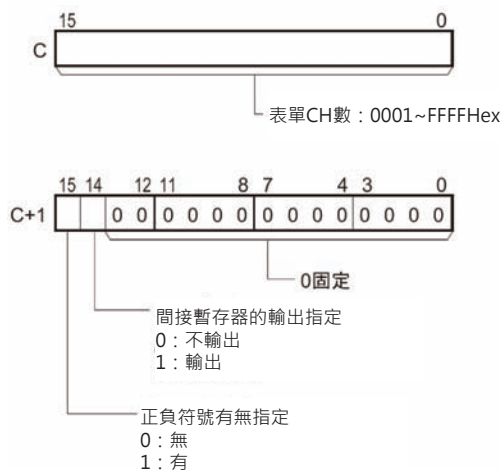 15 0
C
表單CH數：0001~FFFFHex
15 14 12 11 8 7 4 3 0
C+1 0 0 0 0 0 0 0 0 0 0 0 0 0 0
0固定
間接暫存器的輸出指定
0：不輸出
1：輸出
正負符號有無指定
0：無
1：有